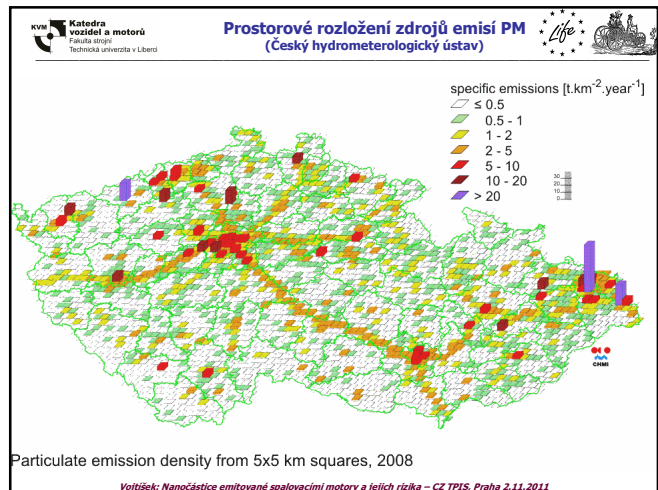 KVM
Katedra
vozidel a motorů
Fakulta strojní
Technická univerzita v Liberci
Prostorové rozložení zdrojů emisí PM
(Český hydrometerologický ústav)
Life
specific emissions [t.km-2.year-1]
≤ 0.5
0.5 - 1
1 - 2
2 - 5
5 - 10
10 - 20
> 20
30
20
10
0
CHMI
Particulate emission density from 5x5 km squares, 2008
Vojtíšek: Nanočástice emitované spalovacími motory a jejich rizika – CZ TPIS, Praha 2.11.2011